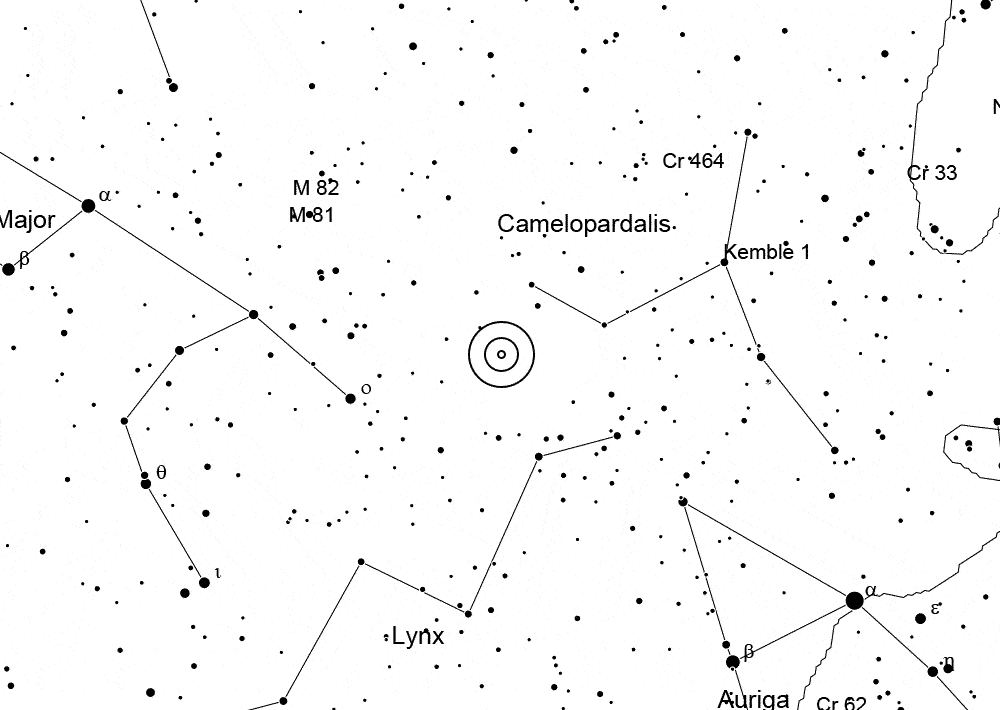 N
Cr 464
Cr 33
M 82
α
M 81
Major
Camelopardalis
β
Kemble 1
ο
θ
ι
α
ε
Lynx
β
η
Auriga
Cr 62